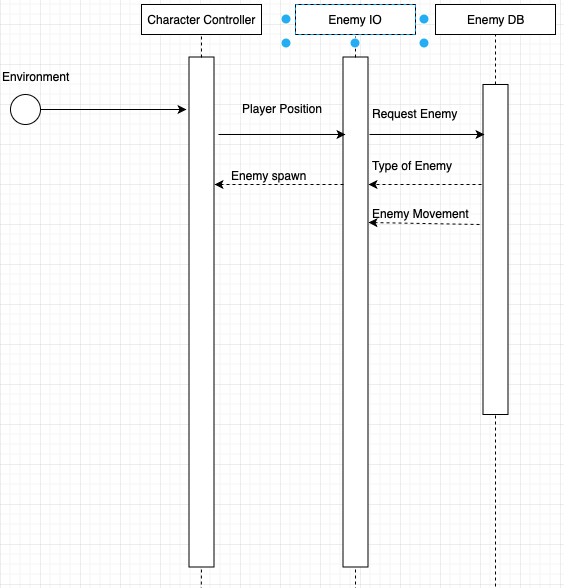 Character Controller
Enemy IO
Enemy DB
Environment
Player Position
Request Enemy
Type of Enemy
Enemy spawn
Enemy Movement